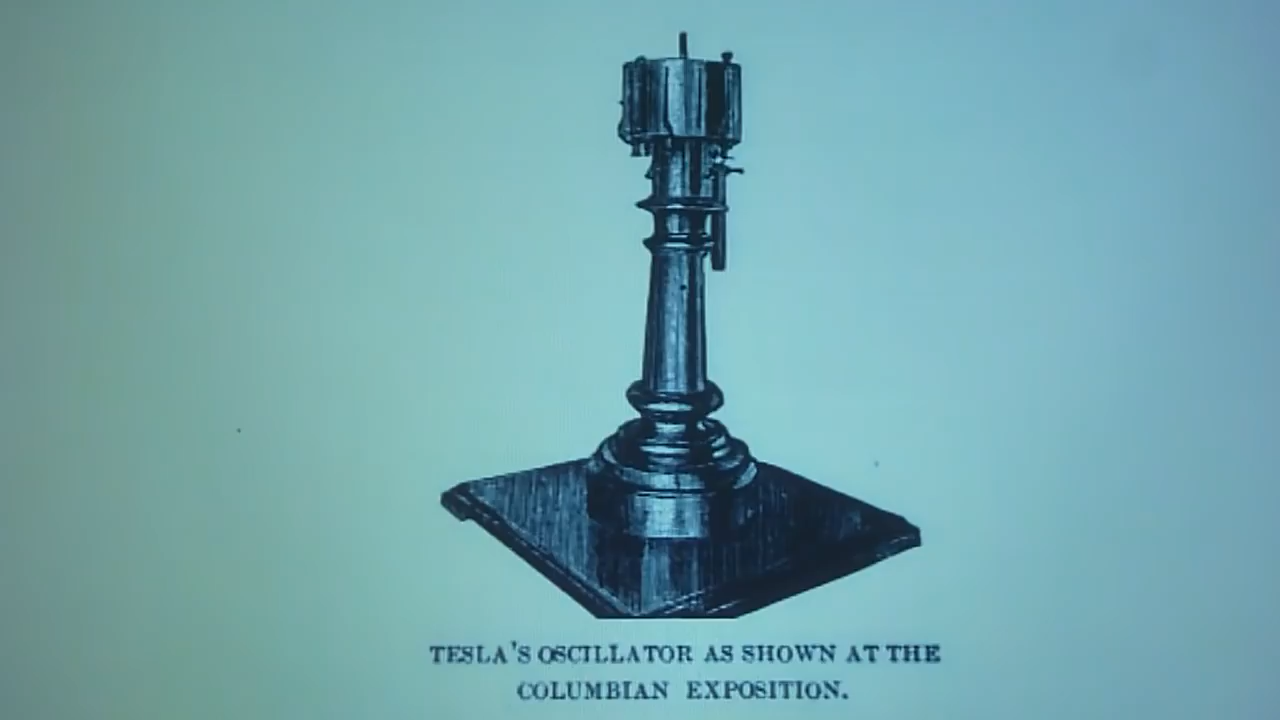 TESLA'S OSCILLATOR AS SHOWN AT THE
COLUMBIAN EXPOSITION.